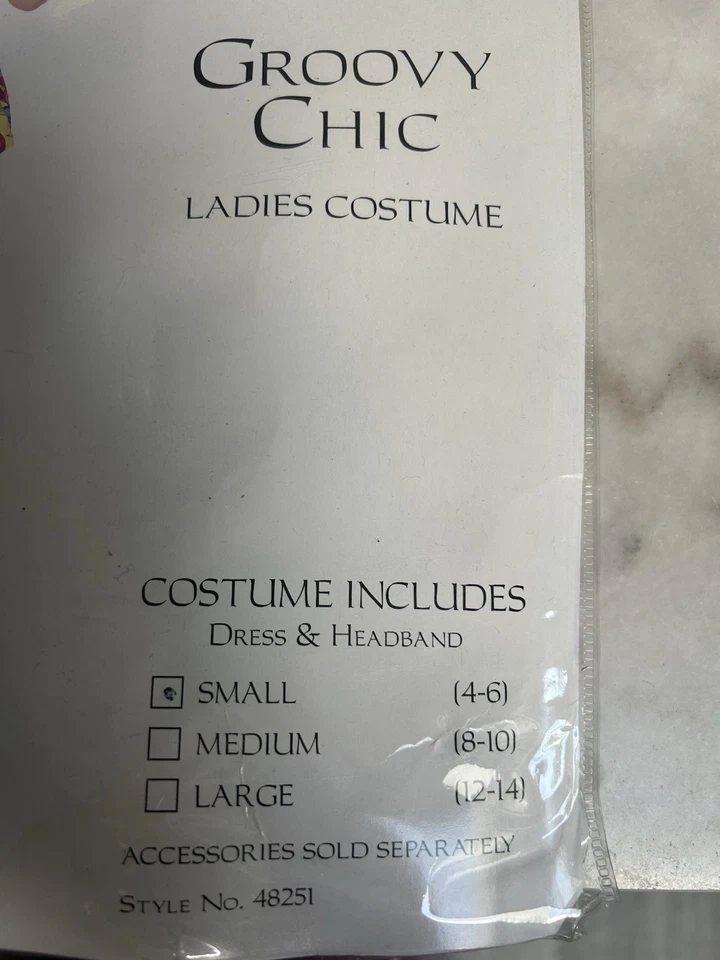 GROOVY
CHIC
LADIES COSTUME
COSTUME INCLUDES
DRESS & HEADBAND
SMALL (4-6)
MEDIUM (8-10)
LARGE (12-14)
ACCESSORIES SOLD SEPARATELY
STYLE NO. 48251